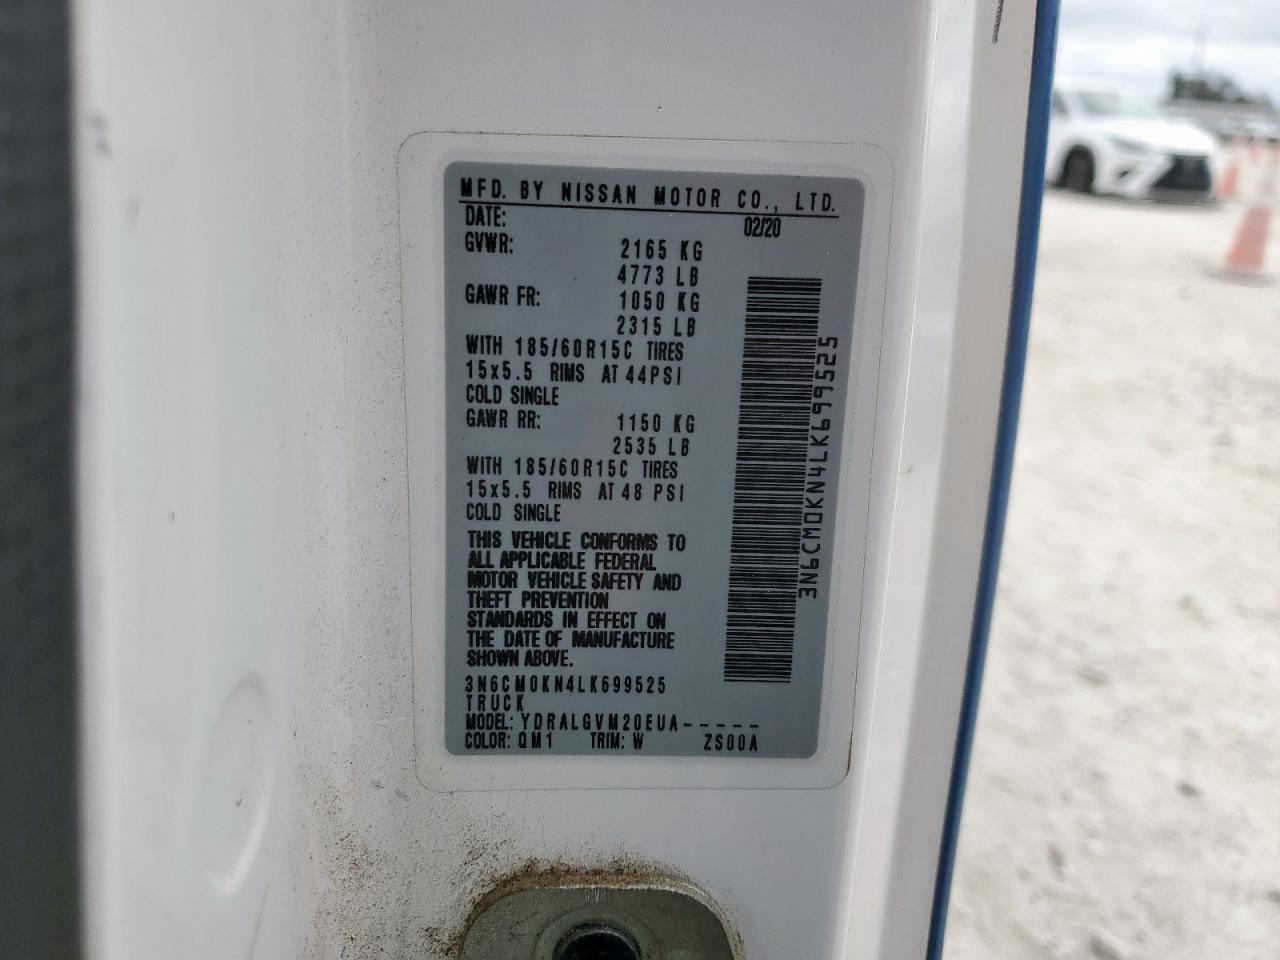 MFD. BY NISSAN MOTOR CO., LTD.
DATE: 02/20
GVWR: 2165 KG
4773 LB
GAWR FR: 1050 KG
2315 LB
WITH 185/60R15C TIRES
15x5.5 RIMS AT 44PSI
COLD SINGLE
GAWR RR: 1150 KG
2535 LB
WITH 185/60R15C TIRES
15x5.5 RIMS AT 48 PSI
COLD SINGLE
THIS VEHICLE CONFORMS TO
ALL APPLICABLE FEDERAL
MOTOR VEHICLE SAFETY AND
THEFT PREVENTION
STANDARDS IN EFFECT ON
THE DATE OF MANUFACTURE
SHOWN ABOVE.
3N6CM0KN4LK699525
TRUCK
MODEL: YDRALGVM20EUA-----
COLOR: QM1 TRIM: W ZS00A
3N6CM0KN4LK699525